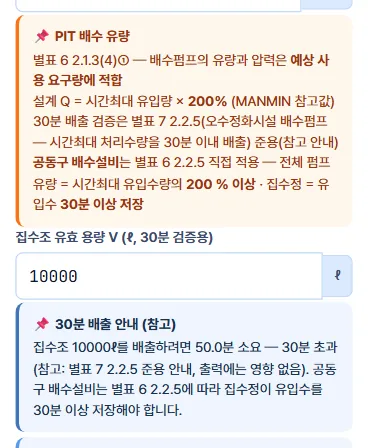 📌 PIT 배수 유량
별표 6 2.1.3(4)① — 배수펌프의 유량과 압력은 예상 사
용 요구량에 적합
설계 Q = 시간최대 유입량 × 200% (MANMIN 참고값)
30분 배출 검증은 별표 7 2.2.5(오수정화시설 배수펌프
— 시간최대 처리수량을 30분 이내 배출) 준용(참고 안내)
공동구 배수설비는 별표 6 2.2.5 직접 적용 — 전체 펌프
유량 = 시간최대 유입수량의 200 % 이상 · 집수정 = 유
입수 30분 이상 저장
집수조 유효 용량 V (ℓ, 30분 검증용)
10000 ℓ
📌 30분 배출 안내 (참고)
집수조 10000ℓ를 배출하려면 50.0분 소요 — 30분 초과
(참고: 별표 7 2.2.5 준용 안내, 출력에는 영향 없음). 공동
구 배수설비는 별표 6 2.2.5에 따라 집수정이 유입수를
30분 이상 저장해야 합니다.